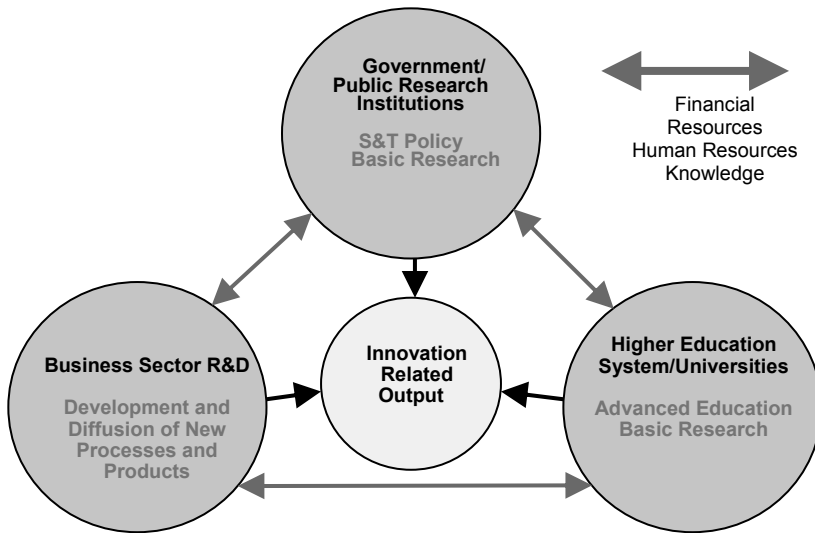 Government/
Public Research
Institutions
S&T Policy
Basic Research
Financial
Resources
Human Resources
Knowledge
Business Sector R&D
Development and
Diffusion of New
Processes and
Products
Innovation
Related
Output
Higher Education
System/Universities
Advanced Education
Basic Research